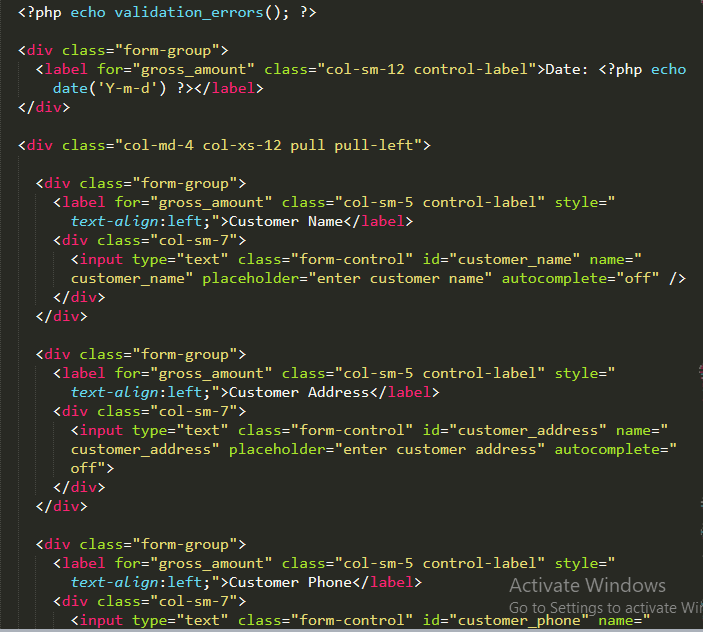 <?php echo validation_errors(); ?>
<div class="form-group">
<label for="gross_amount" class="col-sm-12 control-label">Date: <?php echo
date('Y-m-d') ?></label>
</div>
<div class="col-md-4 col-xs-12 pull pull-left">
<div class="form-group">
<label for="gross_amount" class="col-sm-5 control-label" style="
text-align:left;">Customer Name</label>
<div class="col-sm-7">
<input type="text" class="form-control" id="customer_name" name="
customer_name" placeholder="enter customer name" autocomplete="off" />
</div>
</div>
<div class="form-group">
<label for="gross_amount" class="col-sm-5 control-label" style="
text-align:left;">Customer Address</label>
<div class="col-sm-7">
<input type="text" class="form-control" id="customer_address" name="
customer_address" placeholder="enter customer address" autocomplete="
off">
</div>
</div>
<div class="form-group">
<label for="gross_amount" class="col-sm-5 control-label" style="
text-align:left;">Customer Phone</label>
<div class="col-sm-7">
<input type="text" class="form-control" id="customer_phone" name="
Activate Windows
Go to Settings to activate Wi